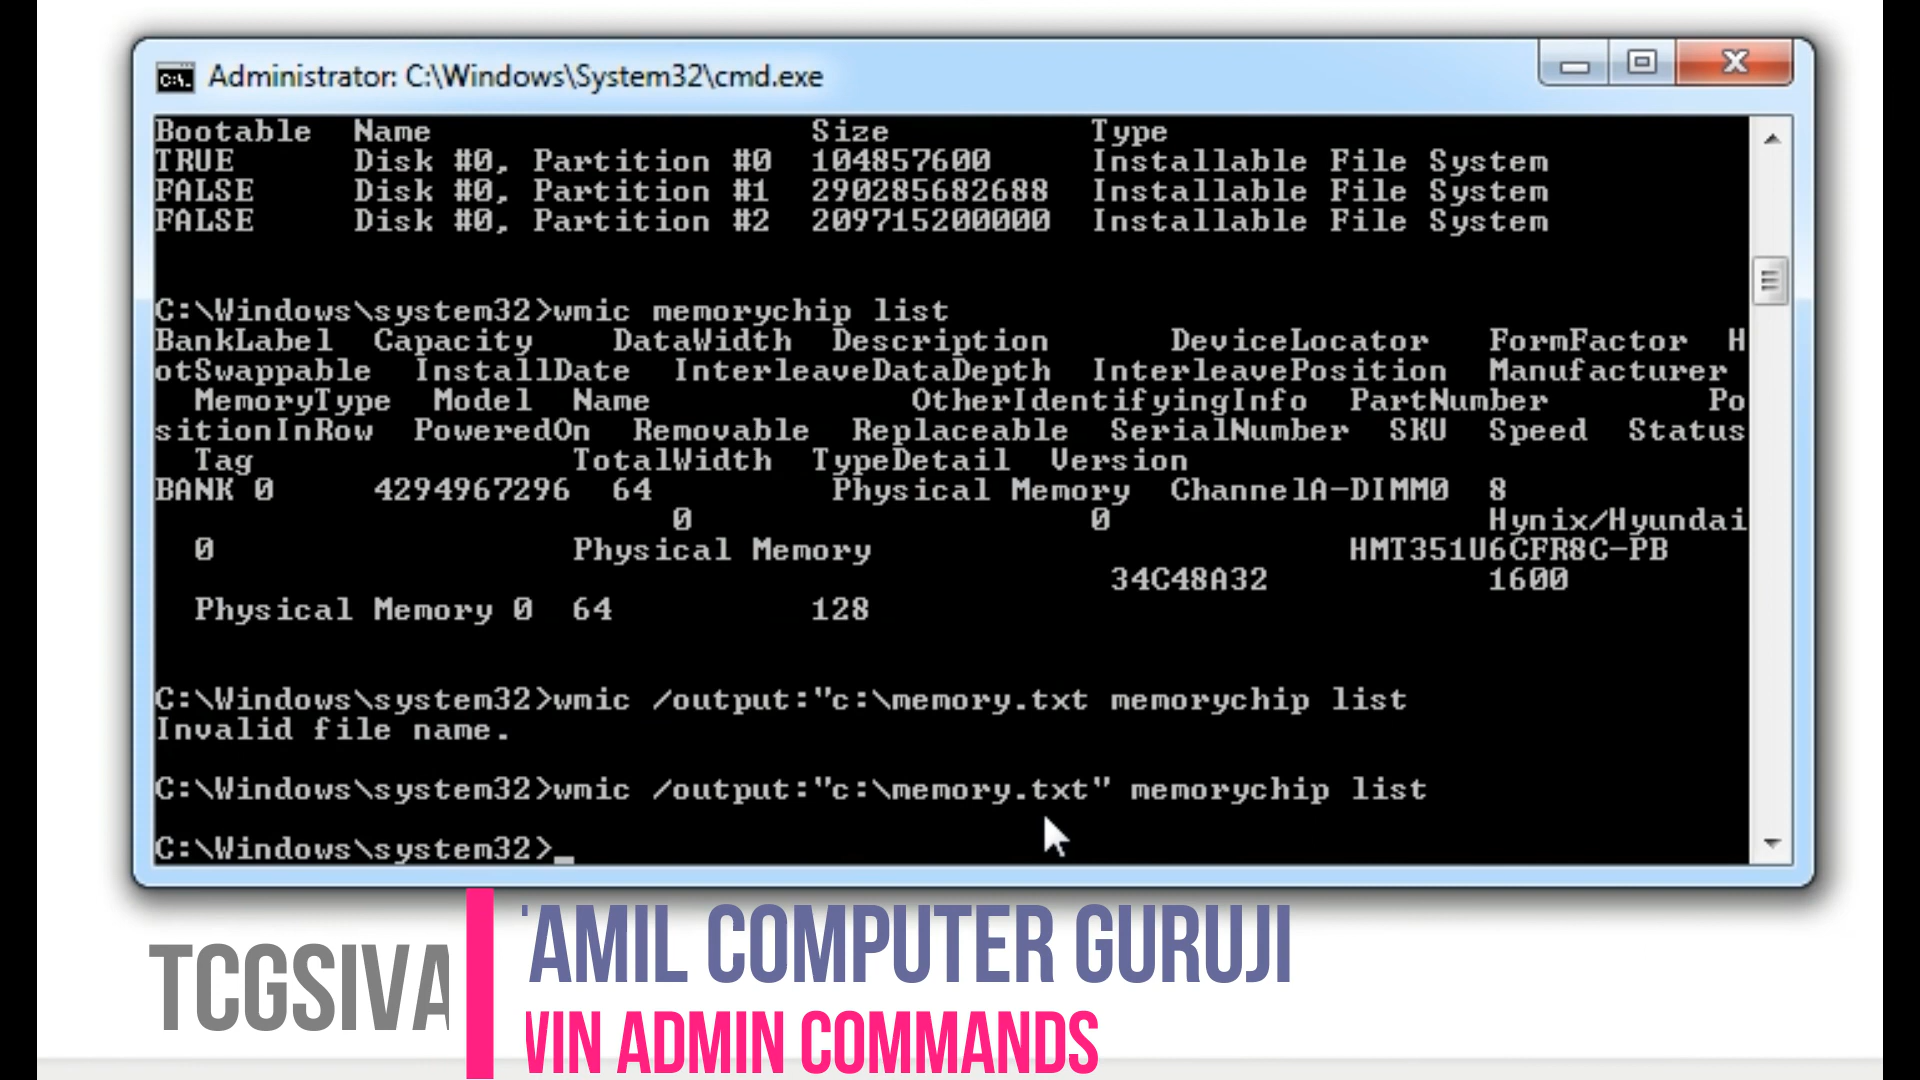 Administrator: C:\Windows\System32\cmd.exe
Bootable  Name                   Size          Type
TRUE      Disk #0, Partition #0  104857600     Installable File System
FALSE     Disk #0, Partition #1  290285682688  Installable File System
FALSE     Disk #0, Partition #2  209715200000  Installable File System
C:\Windows\system32>wmic memorychip list
BankLabel  Capacity    DataWidth  Description      DeviceLocator   FormFactor  H
otSwappable  InstallDate  InterleaveDataDepth  InterleavePosition  Manufacturer
MemoryType  Model  Name             OtherIdentifyingInfo  PartNumber        Po
sitionInRow  PoweredOn  Removable  Replaceable  SerialNumber  SKU  Speed  Status
Tag                TotalWidth  TypeDetail  Version
BANK 0     4294967296  64         Physical Memory  ChannelA-DIMM0  8
0                    0                   Hynix/Hyundai
0                  Physical Memory                        HMT351U6CFR8C-PB
34C48A32           1600
Physical Memory 0  64          128
C:\Windows\system32>wmic /output:"c:\memory.txt memorychip list
Invalid file name.
C:\Windows\system32>wmic /output:"c:\memory.txt" memorychip list
C:\Windows\system32>_
TCGSIVA
TAMIL COMPUTER GURUJI
WIN ADMIN COMMANDS